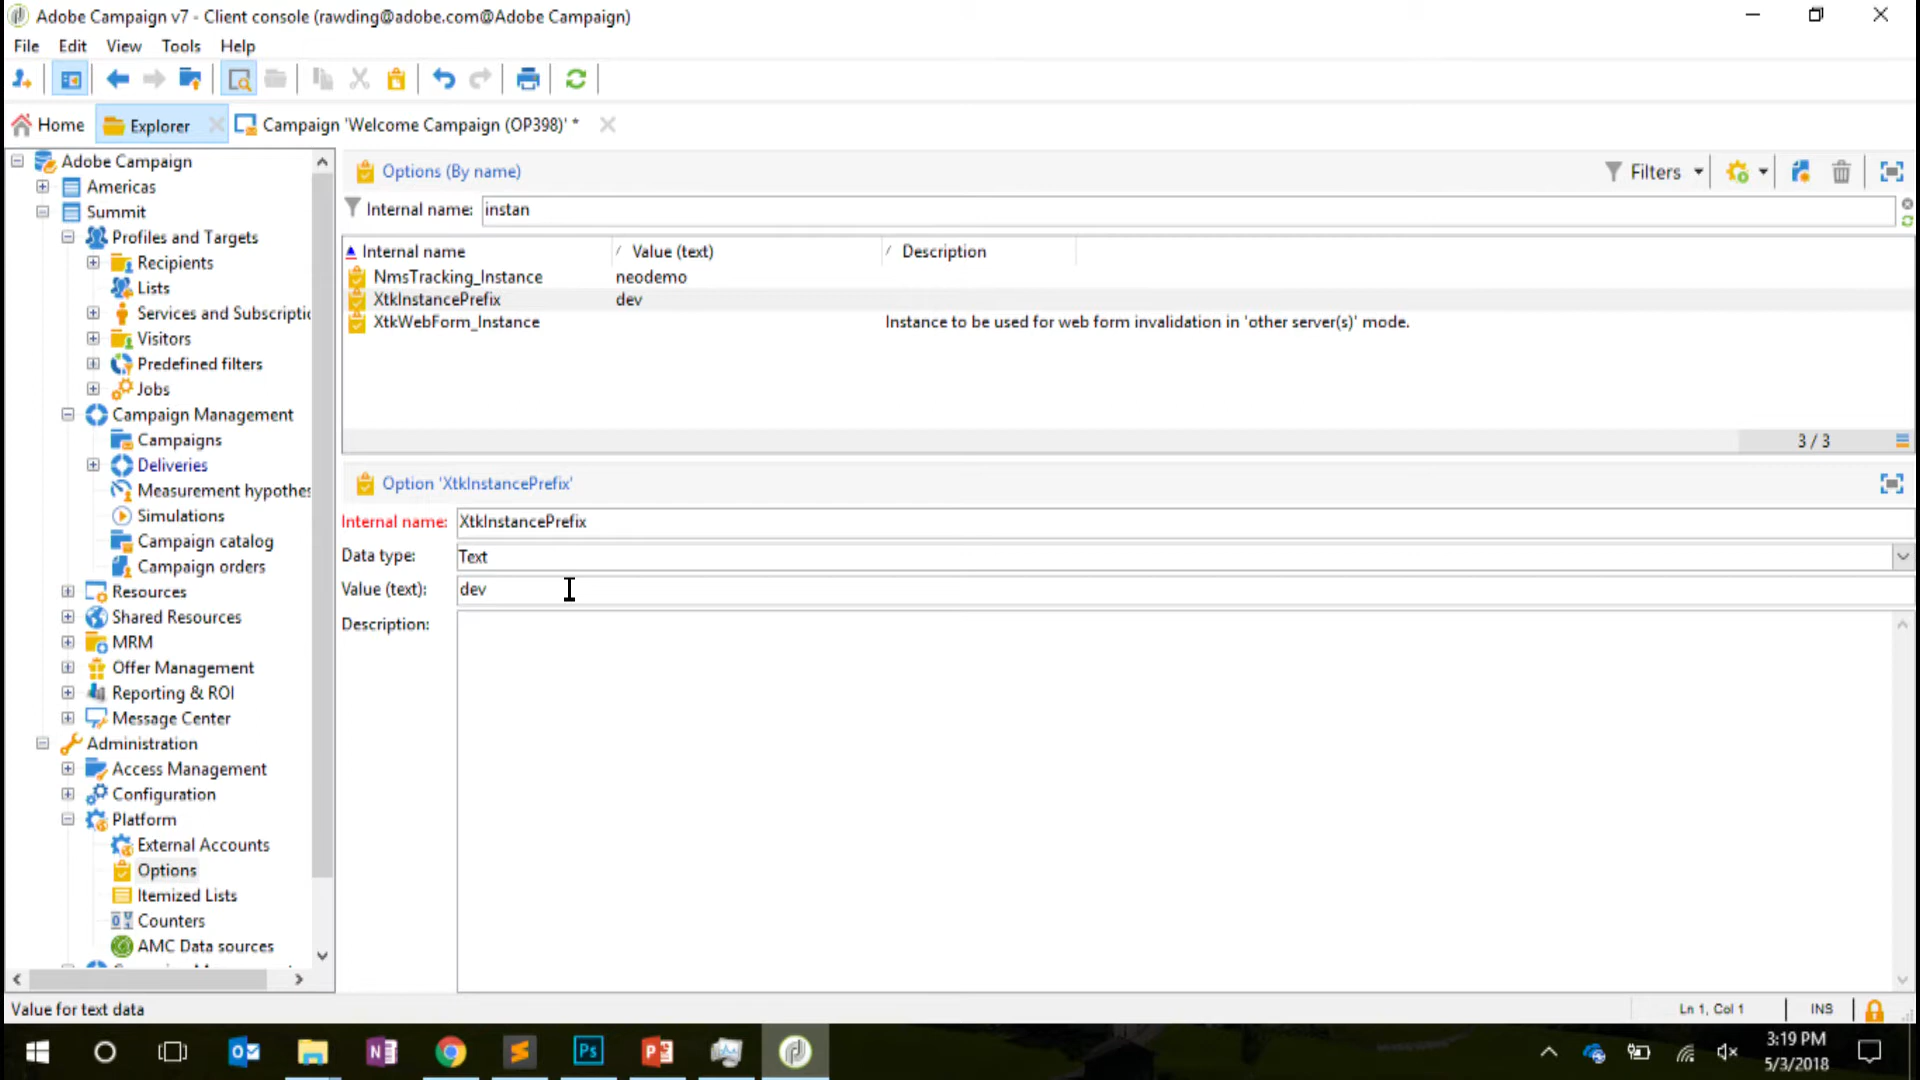 Adobe Campaign v7 - Client console (rawding@adobe.com@Adobe Campaign)
File Edit View Tools Help
Home Explorer Campaign 'Welcome Campaign (OP398)' *
Adobe Campaign
Americas
Summit
Profiles and Targets
Recipients
Lists
Services and Subscriptio
Visitors
Predefined filters
Jobs
Campaign Management
Campaigns
Deliveries
Measurement hypothes
Simulations
Campaign catalog
Campaign orders
Resources
Shared Resources
MRM
Offer Management
Reporting & ROI
Message Center
Administration
Access Management
Configuration
Platform
External Accounts
Options
Itemized Lists
Counters
AMC Data sources
Options (By name) Filters
Internal name: instan
Internal name Value (text) Description
NmsTracking_Instance neodemo
XtkInstancePrefix dev
XtkWebForm_Instance Instance to be used for web form invalidation in 'other server(s)' mode.
3 / 3
Option 'XtkInstancePrefix'
Internal name: XtkInstancePrefix
Data type: Text
Value (text): dev
Description:
Value for text data Ln 1, Col 1 INS
3:19 PM
5/3/2018